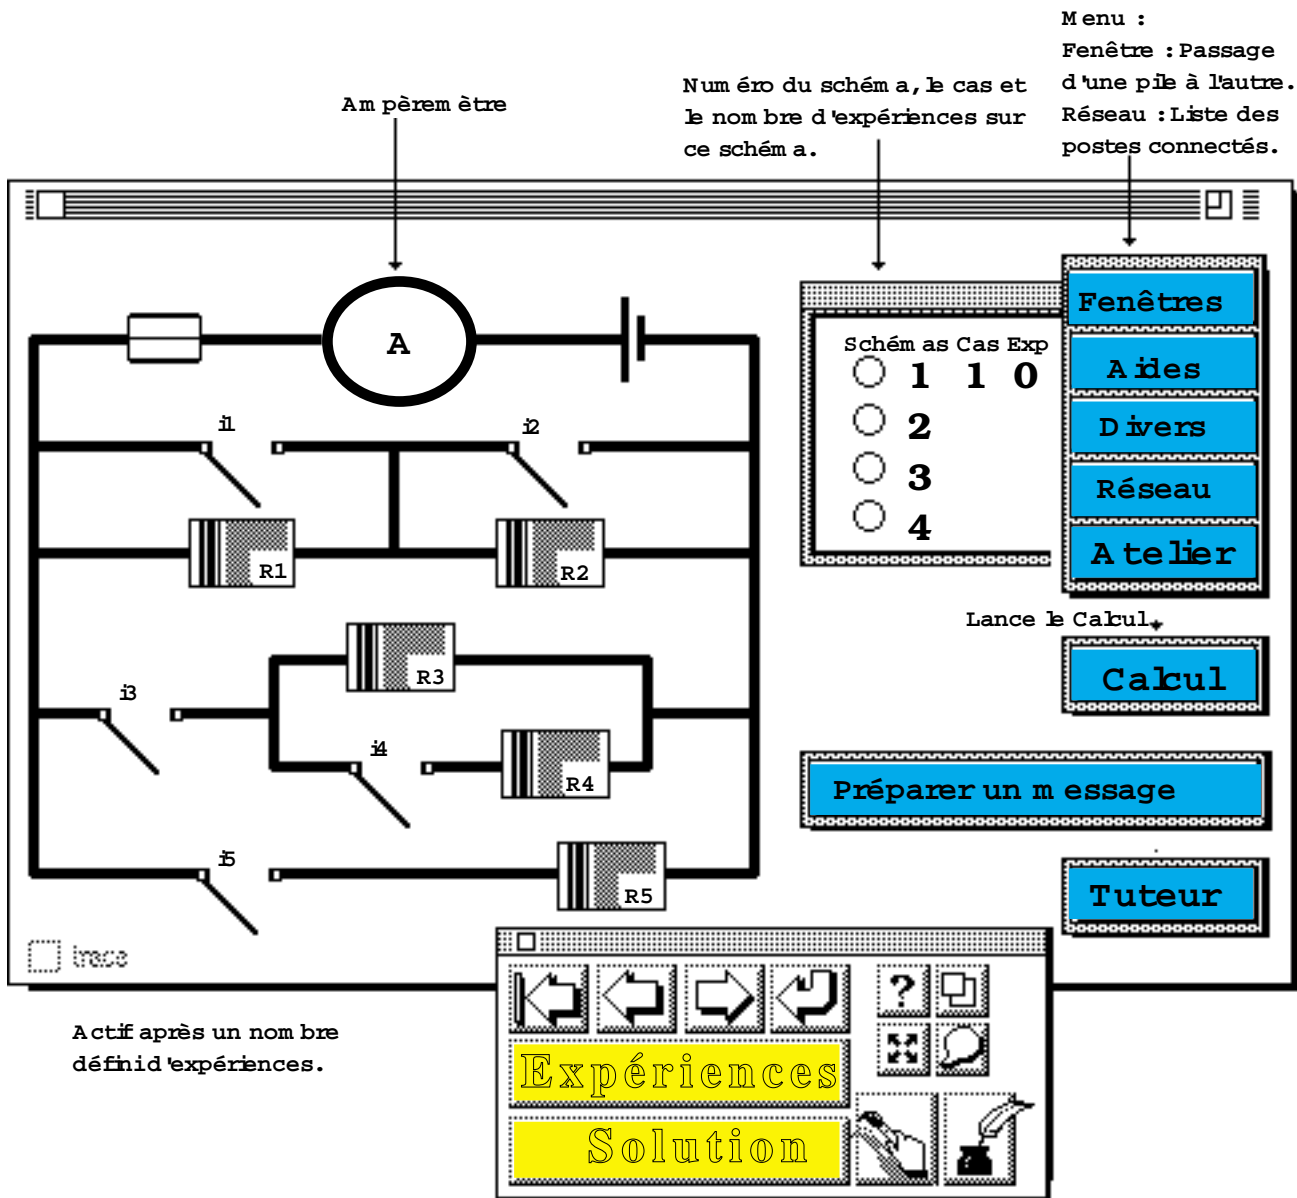 Menu :
Fenêtre : Passage
d'une pile à l'autre.
Réseau : Liste des
postes connectés.
Numéro du schéma, le cas et
le nombre d'expériences sur
ce schéma.
Ampèremètre
A
Fenêtres
Schémas Cas Exp
1 1 0
2
3
4
Aides
Divers
Réseau
Atelier
i1
i2
R1
R2
Lance le Calcul
Calcul
R3
i3
i4
R4
Préparer un message
i5
R5
Tuteur
trace
Actif après un nombre
défini d'expériences.
?
Expériences
Solution